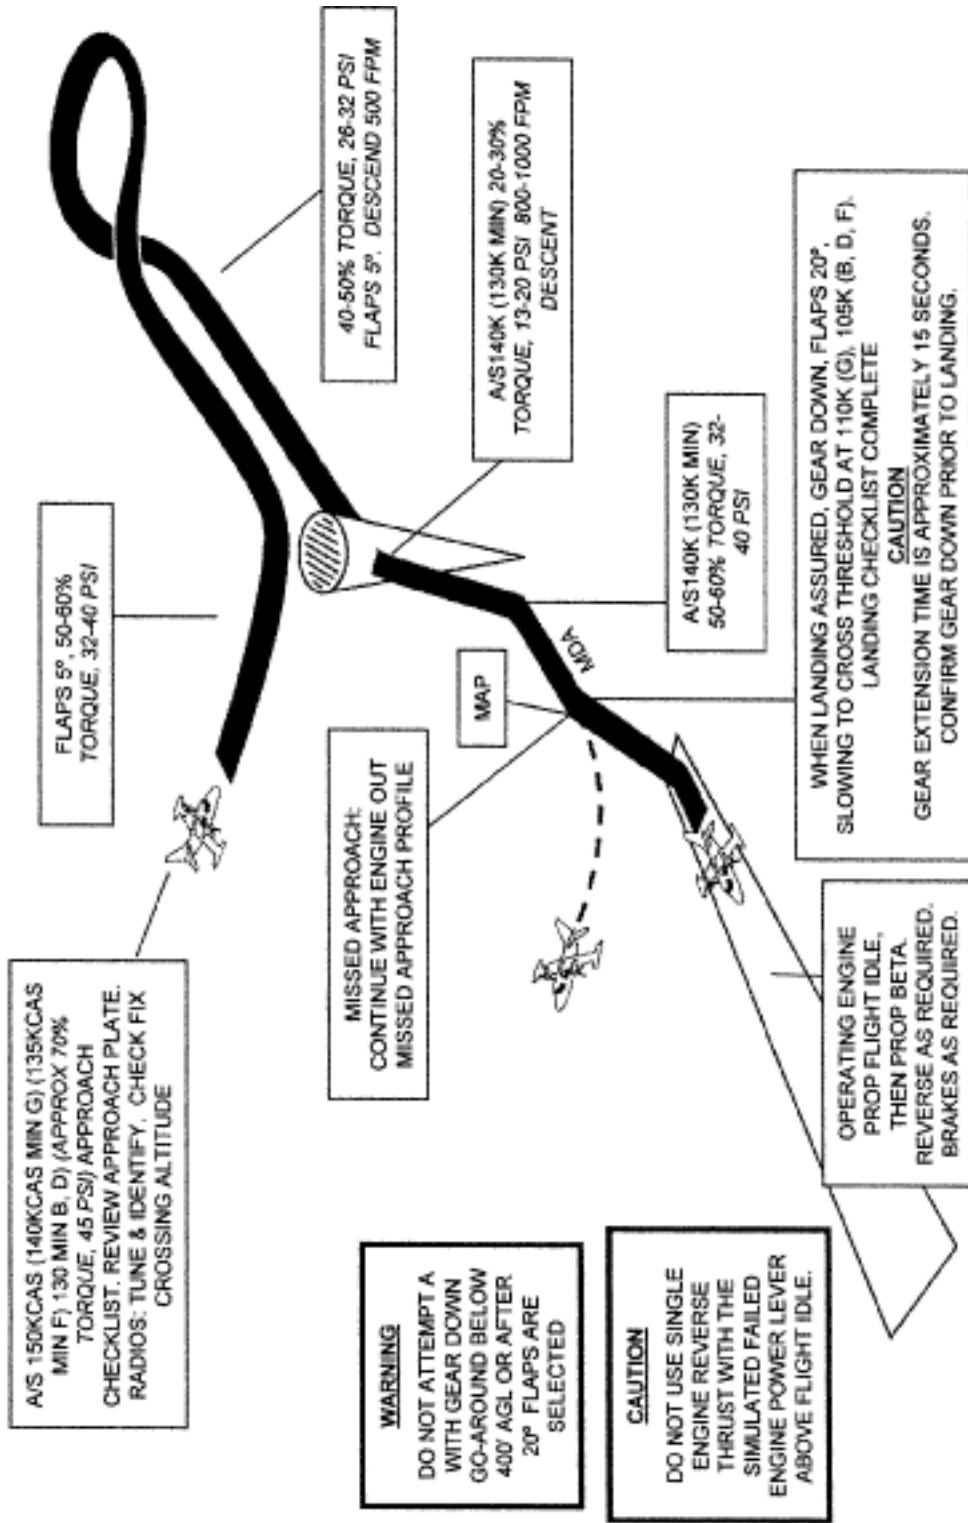 A/S 150KCAS (140KCAS MIN G) (135KCAS
MIN F) 130 MIN B, D) (APPROX 70%
TORQUE, 45 PSI) APPROACH
CHECKLIST. REVIEW APPROACH PLATE.
RADIOS: TUNE & IDENTIFY, CHECK FIX
CROSSING ALTITUDE
FLAPS 5º, 50-60%
TORQUE, 32-40 PSI
40-50% TORQUE, 26-32 PSI
FLAPS 5º. DESCEND 500 FPM
A/S140K (130K MIN) 20-30%
TORQUE, 13-20 PSI 800-1000 FPM
DESCENT
A/S140K (130K MIN)
50-60% TORQUE, 32-
40 PSI
MISSED APPROACH:
CONTINUE WITH ENGINE OUT
MISSED APPROACH PROFILE
MAP
MDA
WHEN LANDING ASSURED, GEAR DOWN, FLAPS 20º,
SLOWING TO CROSS THRESHOLD AT 110K (G), 105K (B, D, F).
LANDING CHECKLIST COMPLETE
CAUTION
GEAR EXTENSION TIME IS APPROXIMATELY 15 SECONDS.
CONFIRM GEAR DOWN PRIOR TO LANDING.
OPERATING ENGINE
PROP FLIGHT IDLE,
THEN PROP BETA.
REVERSE AS REQUIRED.
BRAKES AS REQUIRED.
WARNING
DO NOT ATTEMPT A
WITH GEAR DOWN
GO-AROUND BELOW
400' AGL OR AFTER
20º FLAPS ARE
SELECTED
CAUTION
DO NOT USE SINGLE
ENGINE REVERSE
THRUST WITH THE
SIMULATED FAILED
ENGINE POWER LEVER
ABOVE FLIGHT IDLE.